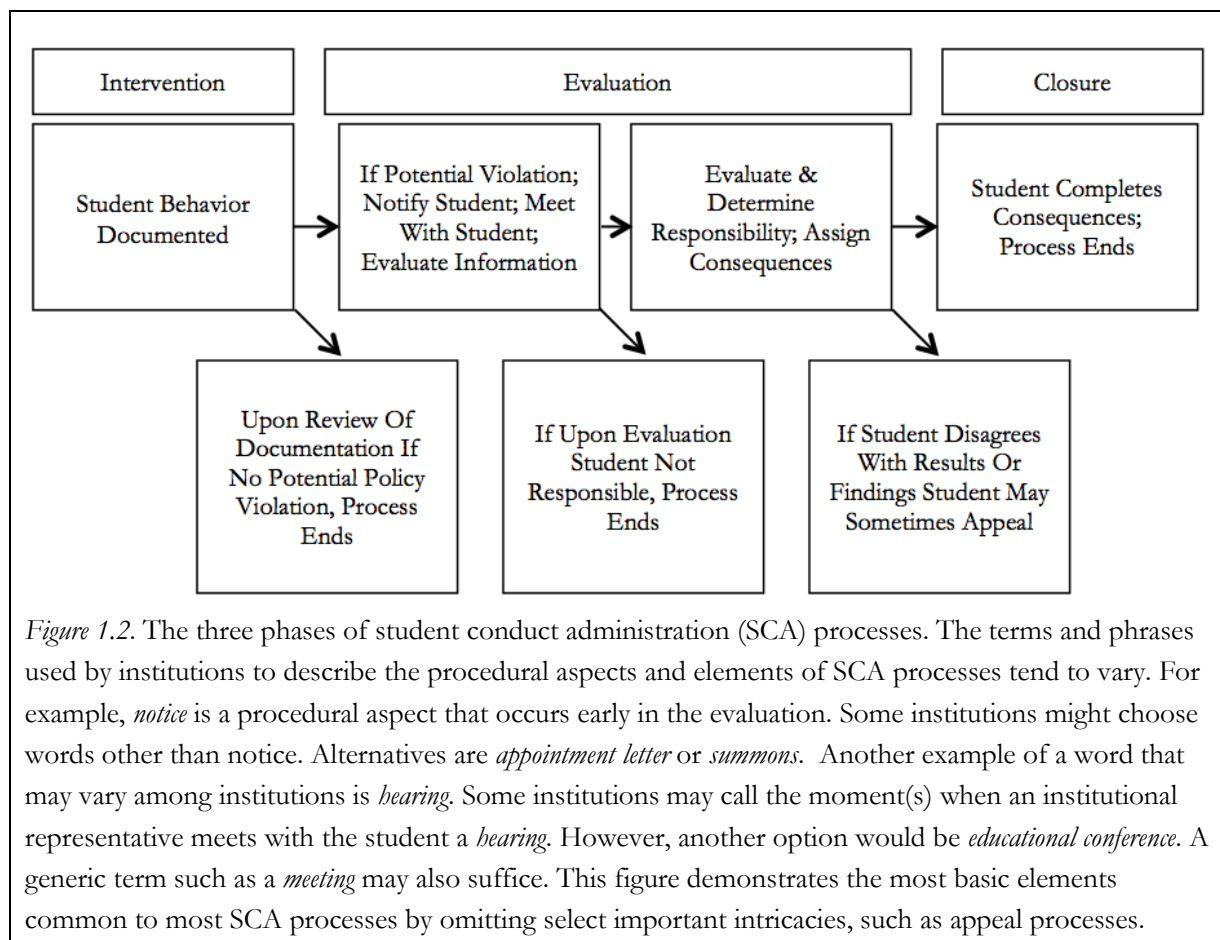 Intervention
Evaluation
Closure
Student Behavior
Documented
If Potential Violation;
Notify Student; Meet
With Student;
Evaluate Information
Evaluate &
Determine
Responsibility; Assign
Consequences
Student Completes
Consequences;
Process Ends
Upon Review Of
Documentation If
No Potential Policy
Violation, Process
Ends
If Upon Evaluation
Student Not
Responsible, Process
Ends
If Student Disagrees
With Results Or
Findings Student May
Sometimes Appeal
Figure 1.2. The three phases of student conduct administration (SCA) processes. The terms and phrases
used by institutions to describe the procedural aspects and elements of SCA processes tend to vary. For
example, notice is a procedural aspect that occurs early in the evaluation. Some institutions might choose
words other than notice. Alternatives are appointment letter or summons. Another example of a word that
may vary among institutions is hearing. Some institutions may call the moment(s) when an institutional
representative meets with the student a hearing. However, another option would be educational conference. A
generic term such as a meeting may also suffice. This figure demonstrates the most basic elements
common to most SCA processes by omitting select important intricacies, such as appeal processes.